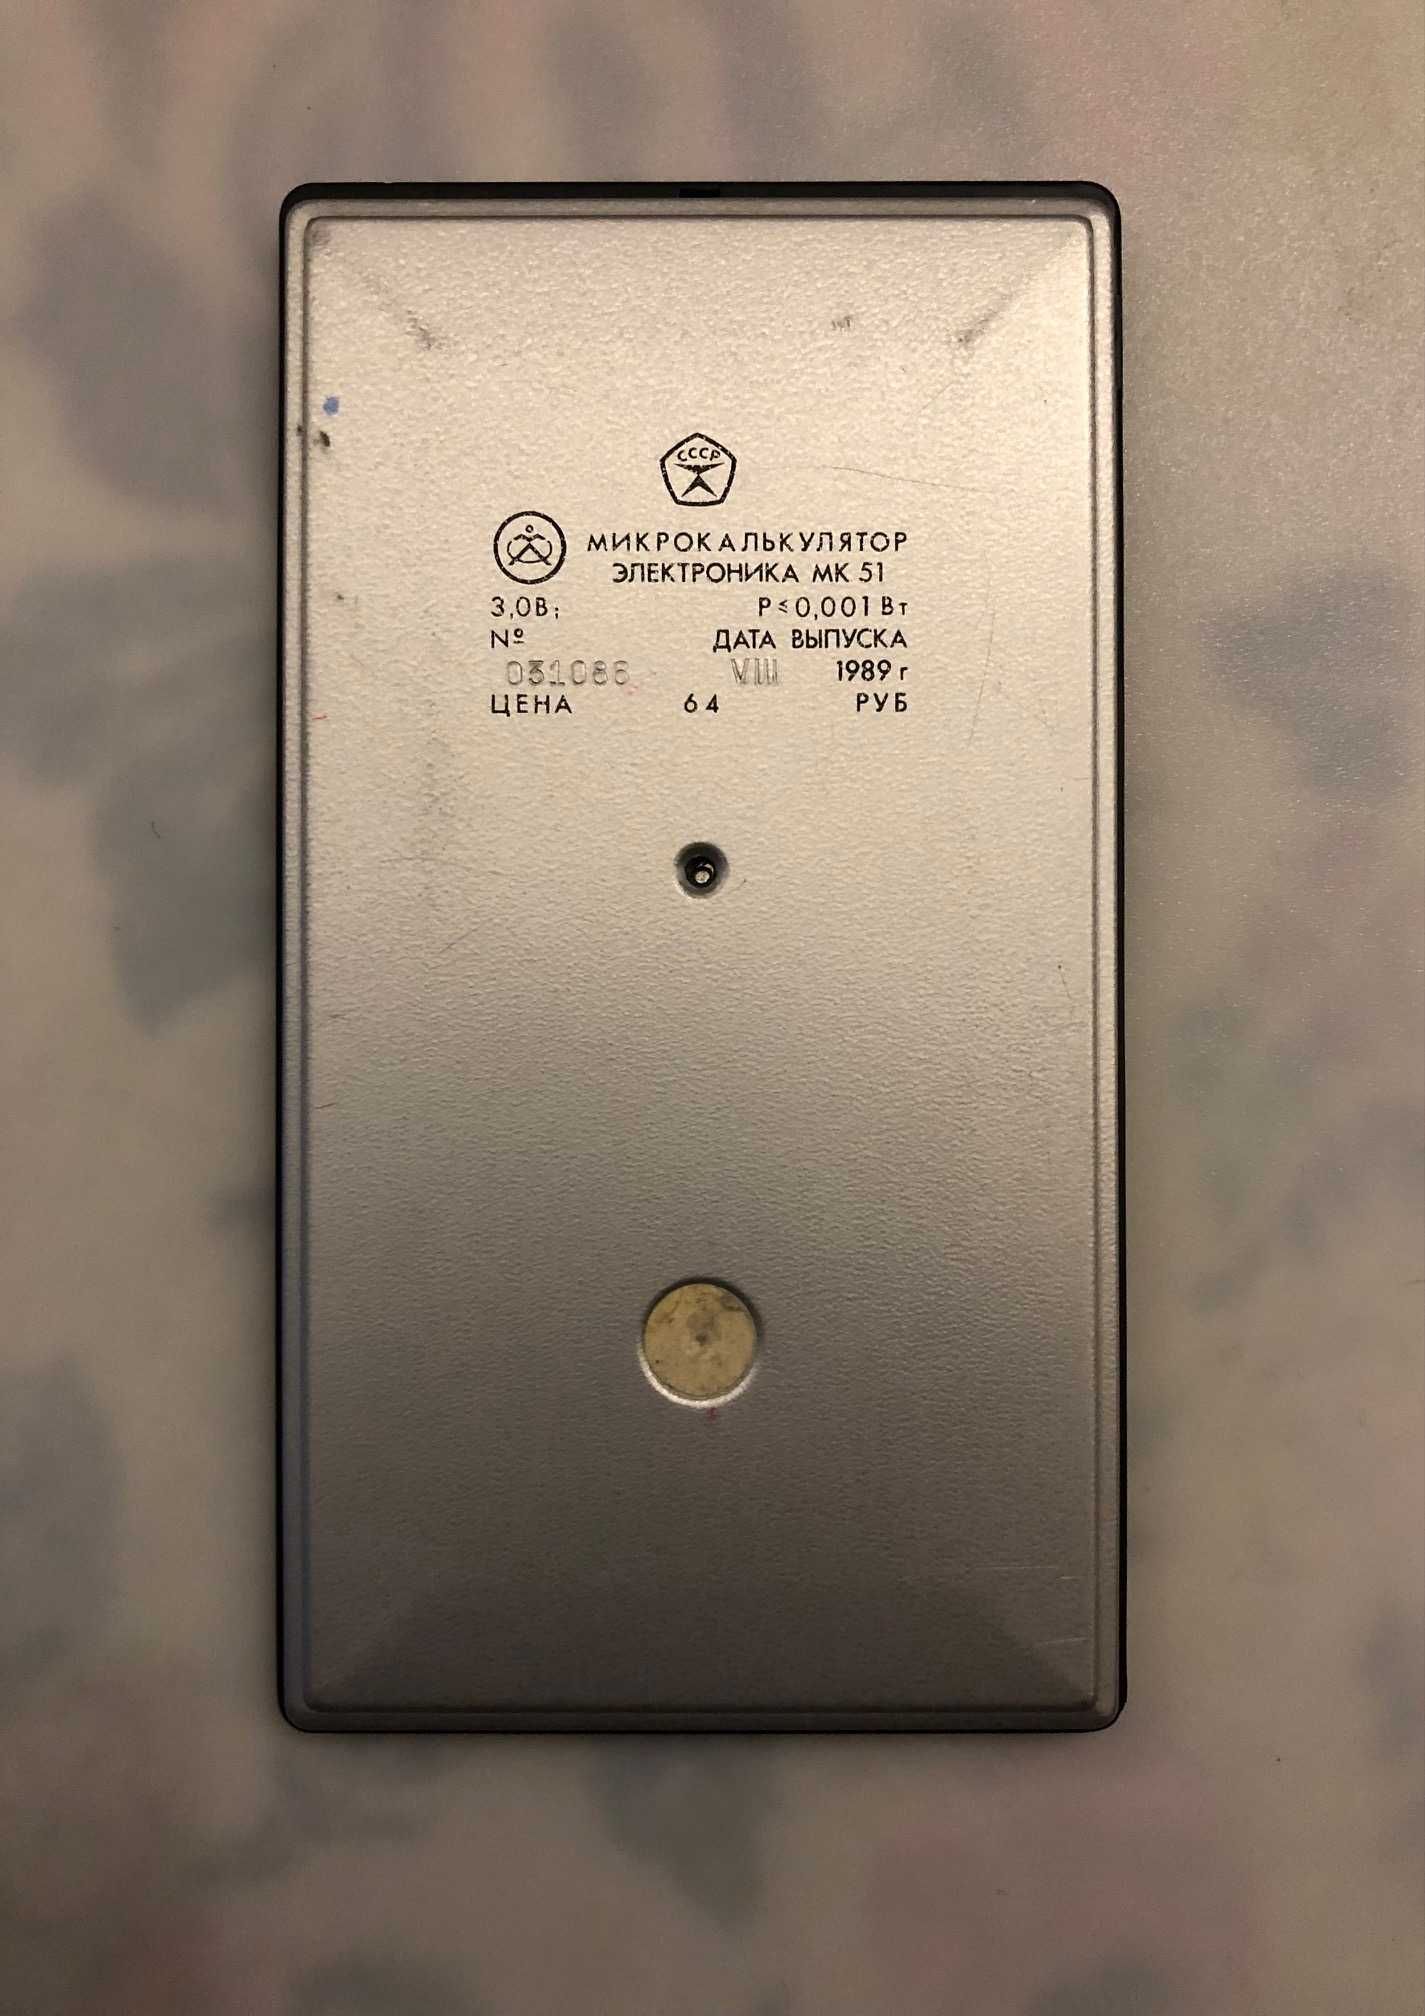 СССР
МИКРОКАЛЬКУЛЯТОР
ЭЛЕКТРОНИКА МК 51
3,0В; Р≤0,001 Вт
№ ДАТА ВЫПУСКА
031086 VIII 1989 г
ЦЕНА 64 РУБ